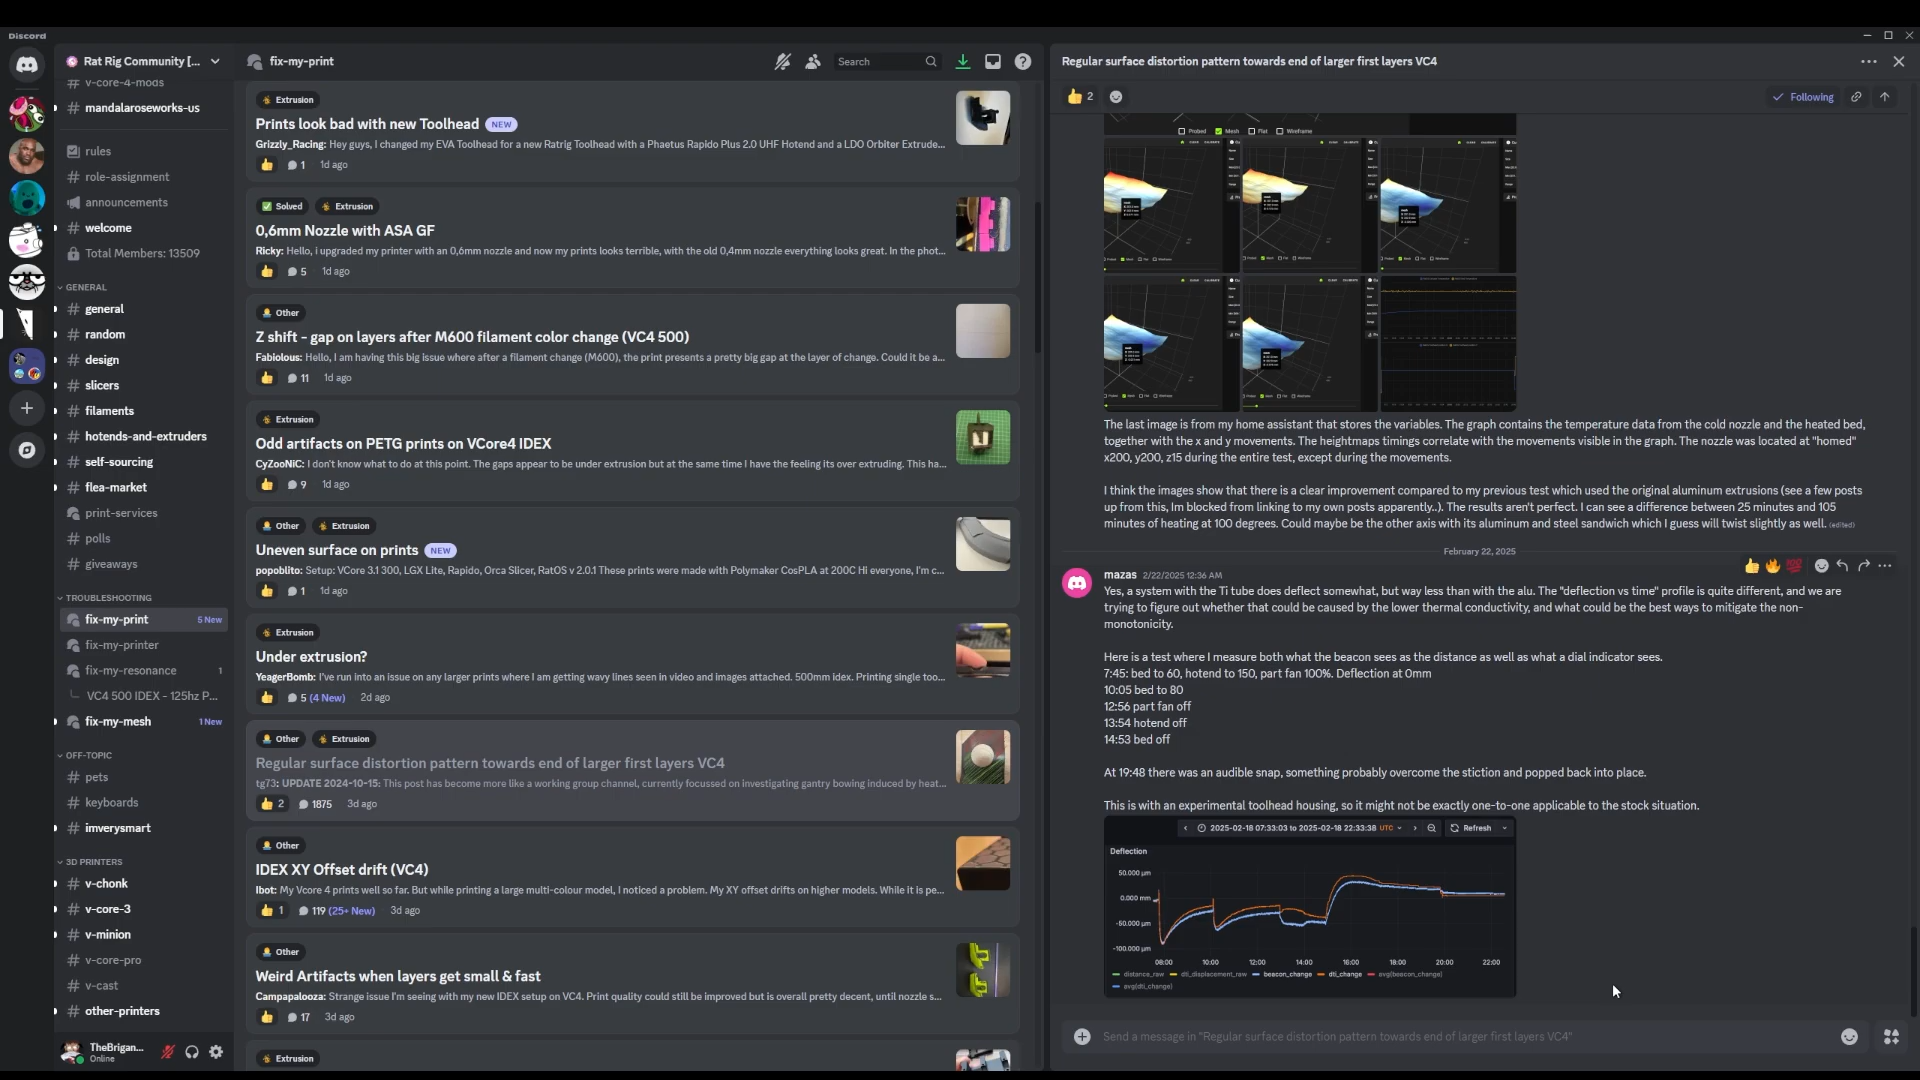 Discord
Rat Rig Community [...
v-core-4-mods
mandalaroseworks-us
rules
role-assignment
announcements
welcome
Total Members: 13509
GENERAL
general
random
design
slicers
filaments
hotends-and-extruders
self-sourcing
flea-market
print-services
polls
giveaways
TROUBLESHOOTING
fix-my-print 5 New
fix-my-printer
fix-my-resonance 1
VC4 500 IDEX - 125hz P...
fix-my-mesh 1 New
OFF-TOPIC
pets
keyboards
imverysmart
3D PRINTERS
v-chonk
v-core-3
v-minion
v-core-pro
v-cast
other-printers
TheBrigan...
Online
fix-my-print
Search
Extrusion
Prints look bad with new Toolhead NEW
Grizzly_Racing: Hey guys, I changed my EVA Toolhead for a new Ratrig Toolhead with a Phaetus Rapido Plus 2.0 UHF Hotend and a LDO Orbiter Extrude...
1 1d ago
Solved Extrusion
0,6mm Nozzle with ASA GF
Ricky: Hello, i upgraded my printer with an 0,6mm nozzle and now my prints looks terrible, with the old 0,4mm nozzle everything looks great. In the phot...
5 1d ago
Other
Z shift - gap on layers after M600 filament color change (VC4 500)
Fabiolous: Hello, I am having this big issue where after a filament change (M600), the print presents a pretty big gap at the layer of change. Could it be a...
11 1d ago
Extrusion
Odd artifacts on PETG prints on VCore4 IDEX
CyZooNiC: I don't know what to do at this point. The gaps appear to be under extrusion but at the same time I have the feeling its over extruding. This ha...
9 1d ago
Other Extrusion
Uneven surface on prints NEW
popoblito: Setup: VCore 3.1 300, LGX Lite, Rapido, Orca Slicer, RatOS v 2.0.1 These prints were made with Polymaker CosPLA at 200C Hi everyone, I'm c...
1 1d ago
Extrusion
Under extrusion?
YeagerBomb: I've run into an issue on any larger prints where I am getting wavy lines seen in video and images attached. 500mm idex. Printing single too...
5 (4 New) 2d ago
Other Extrusion
Regular surface distortion pattern towards end of larger first layers VC4
tg73: UPDATE 2024-10-15: This post has become more like a working group channel, currently focussed on investigating gantry bowing induced by heat...
2 1875 3d ago
Other
IDEX XY Offset drift (VC4)
lbot: My Vcore 4 prints well so far. But while printing a large multi-colour model, I noticed a problem. My XY offset drifts on higher models. While it is pe...
1 119 (25+ New) 3d ago
Other
Weird Artifacts when layers get small & fast
Campapalooza: Strange issue I'm seeing with my new IDEX setup on VC4. Print quality could still be improved but is overall pretty decent, until nozzle s...
17 3d ago
Extrusion
Regular surface distortion pattern towards end of larger first layers VC4
2 Following
Probed Mesh Flat Wireframe
The last image is from my home assistant that stores the variables. The graph contains the temperature data from the cold nozzle and the heated bed,
together with the x and y movements. The heightmaps timings correlate with the movements visible in the graph. The nozzle was located at "homed"
x200, y200, z15 during the entire test, except during the movements.
I think the images show that there is a clear improvement compared to my previous test which used the original aluminum extrusions (see a few posts
up from this, Im blocked from linking to my own posts apparently..). The results aren't perfect. I can see a difference between 25 minutes and 105
minutes of heating at 100 degrees. Could maybe be the other axis with its aluminum and steel sandwich which I guess will twist slightly as well. (edited)
February 22, 2025
mazas 2/22/2025 12:36 AM
Yes, a system with the Ti tube does deflect somewhat, but way less than with the alu. The "deflection vs time" profile is quite different, and we are
trying to figure out whether that could be caused by the lower thermal conductivity, and what could be the best ways to mitigate the non-
monotonicity.
Here is a test where I measure both what the beacon sees as the distance as well as what a dial indicator sees.
7:45: bed to 60, hotend to 150, part fan 100%. Deflection at 0mm
10:05 bed to 80
12:56 part fan off
13:54 hotend off
14:53 bed off
At 19:48 there was an audible snap, something probably overcome the stiction and popped back into place.
This is with an experimental toolhead housing, so it might not be exactly one-to-one applicable to the stock situation.
2025-02-18 07:33:03 to 2025-02-18 22:33:38 UTC Refresh
Deflection
50.000 μm
0.000 mm
-50.000 μm
-100.000 μm
08:00 10:00 12:00 14:00 16:00 18:00 20:00 22:00
distance_raw dti_displacement_raw beacon_change dti_change avg(beacon_change)
avg(dti_change)
Send a message in "Regular surface distortion pattern towards end of larger first layers VC4"